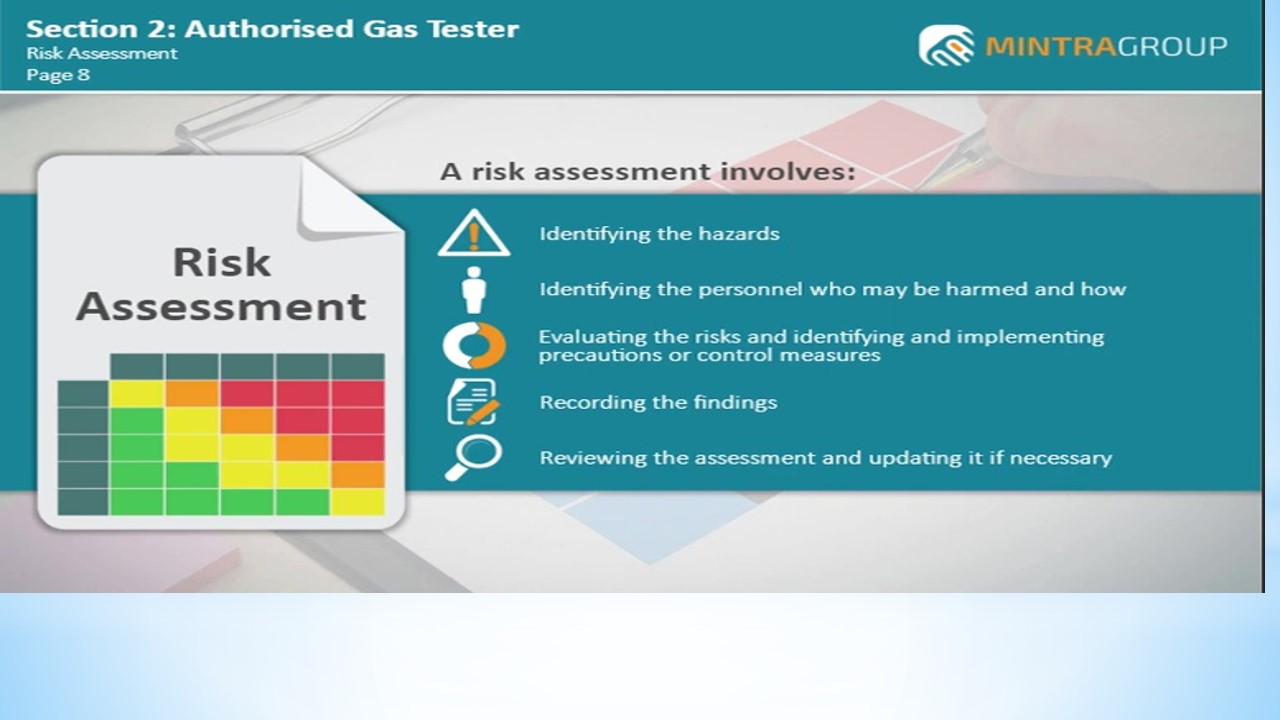 Section 2: Authorised Gas Tester
Risk Assessment
Page 8
MINTRAGROUP
A risk assessment involves:
Risk
Assessment
Identifying the hazards
Identifying the personnel who may be harmed and how
Evaluating the risks and identifying and implementing
precautions or control measures
Recording the findings
Reviewing the assessment and updating it if necessary